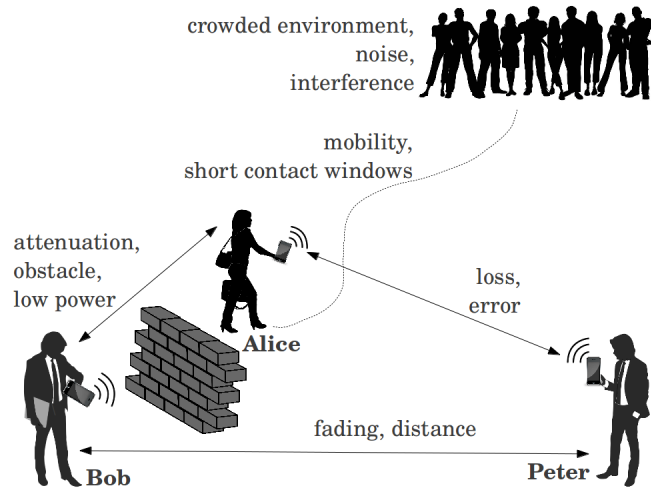 crowded environment,
noise,
interference
mobility,
short contact windows
attenuation,
obstacle,
low power
loss,
error
Alice
fading, distance
Bob
Peter